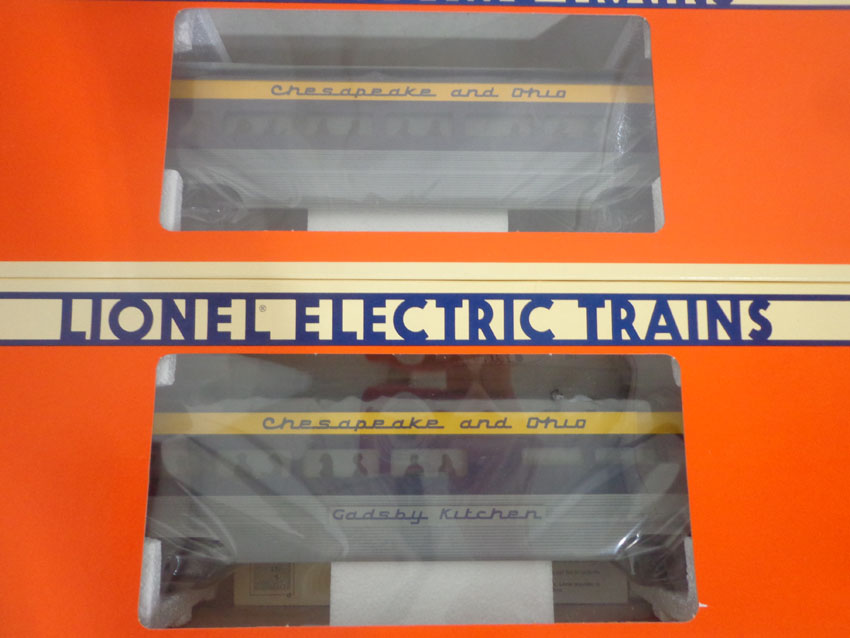 Chesapeake and Ohio
LIONEL® ELECTRIC TRAINS
Chesapeake and Ohio
Gadsby Kitchen